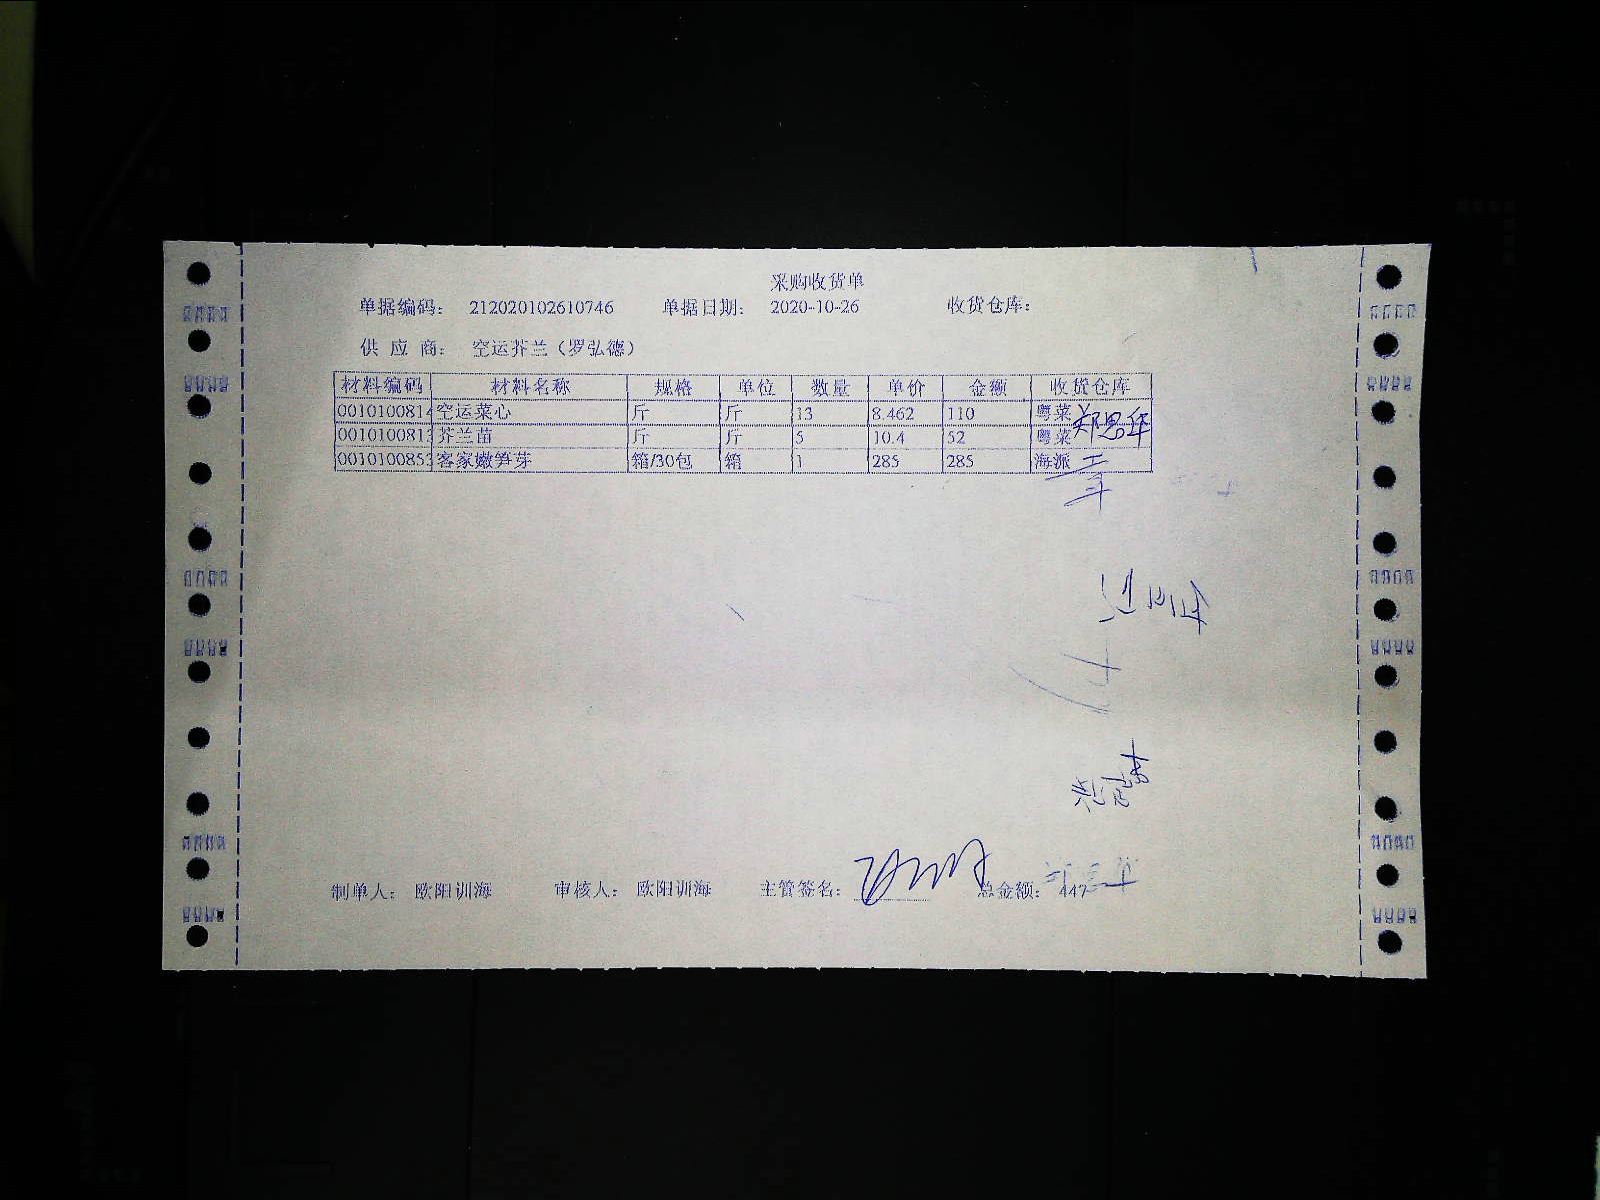 采购收货单
单据编码： 212020102610746 单据日期： 2020-10-26 收货仓库：
供 应 商： 空运芥兰（罗弘德）
材料编码 材料名称 规格 单位 数量 单价 金额 收货仓库
0010100814 空运菜心 斤 斤 13 8.462 110 粤菜
0010100813 芥兰苗 斤 斤 5 10.4 52 粤菜 郑思华
0010100853 客家嫩笋芽 箱/30包 箱 1 285 285 海派
制单人： 欧阳训海 审核人： 欧阳训海 主管签名： 总金额： 447